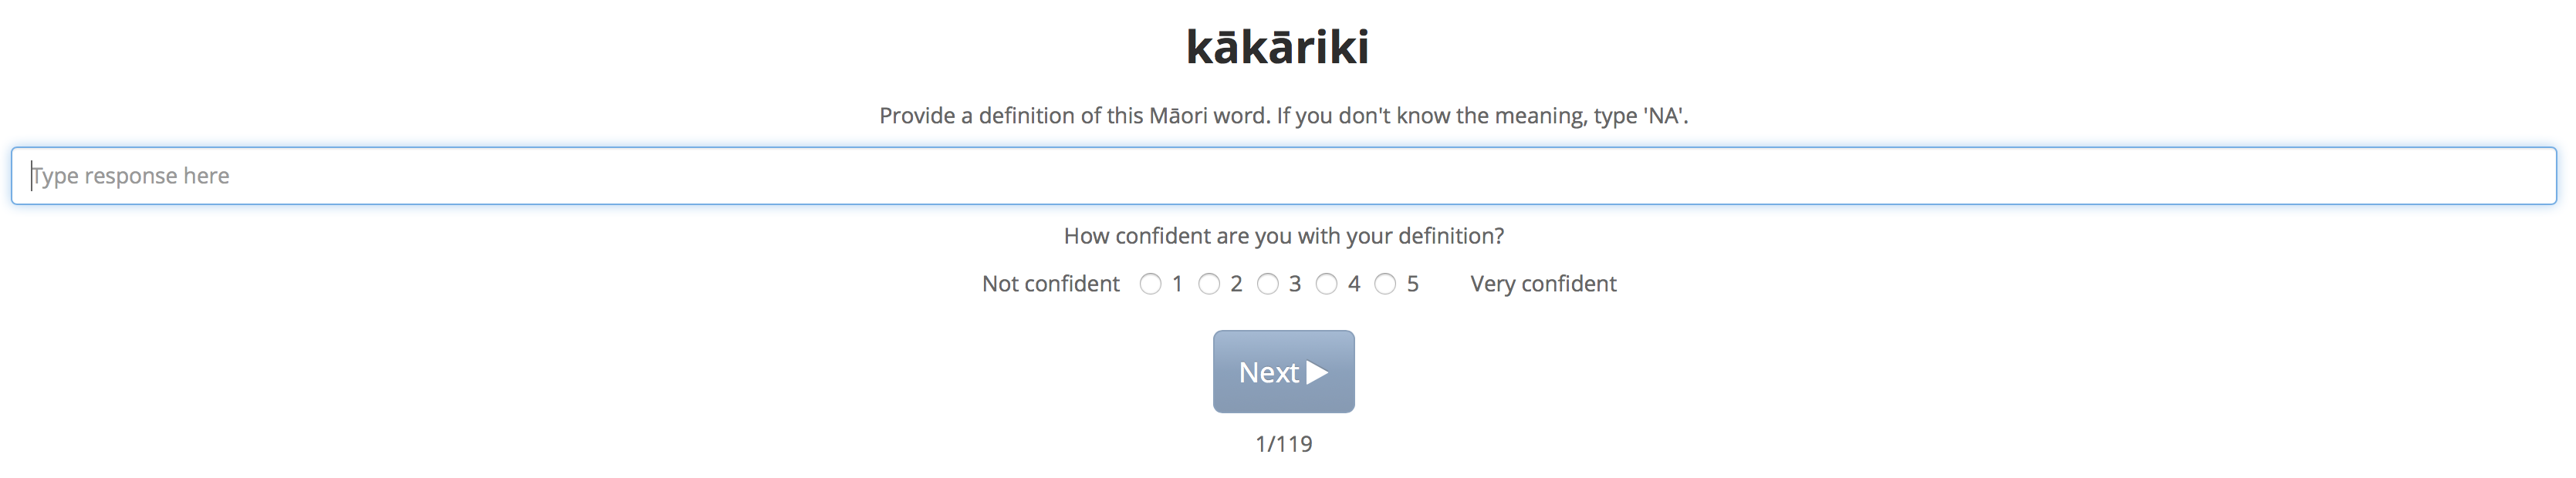 kākāriki
Provide a definition of this Māori word. If you don't know the meaning, type 'NA'.
Type response here
How confident are you with your definition?
Not confident 1 2 3 4 5 Very confident
Next
1/119